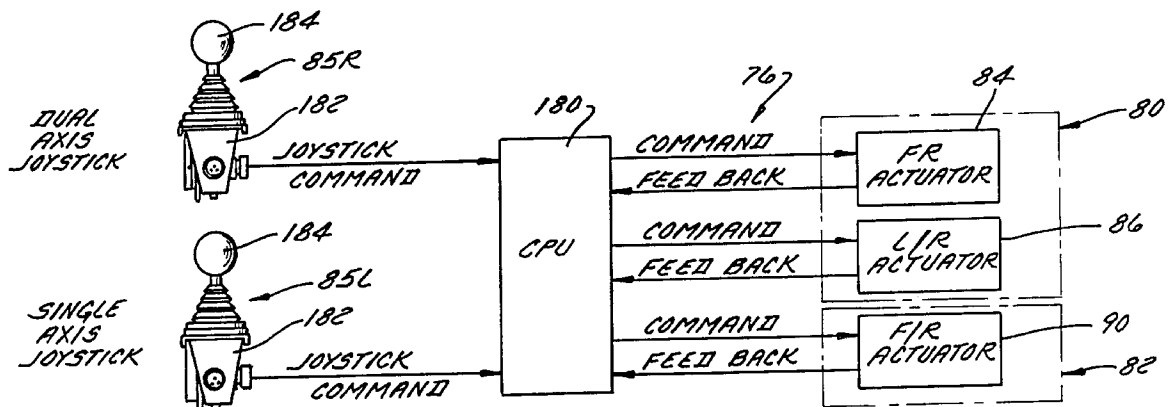 184
85R
182
DUAL
AXIS
JOYSTICK
JOYSTICK
COMMAND
184
85L
182
SINGLE
AXIS
JOYSTICK
JOYSTICK
COMMAND
180
CPU
76
COMMAND
FEED BACK
COMMAND
FEED BACK
COMMAND
FEED BACK
84
80
FR
ACTUATOR
L/R
ACTUATOR
86
F/R
ACTUATOR
90
82